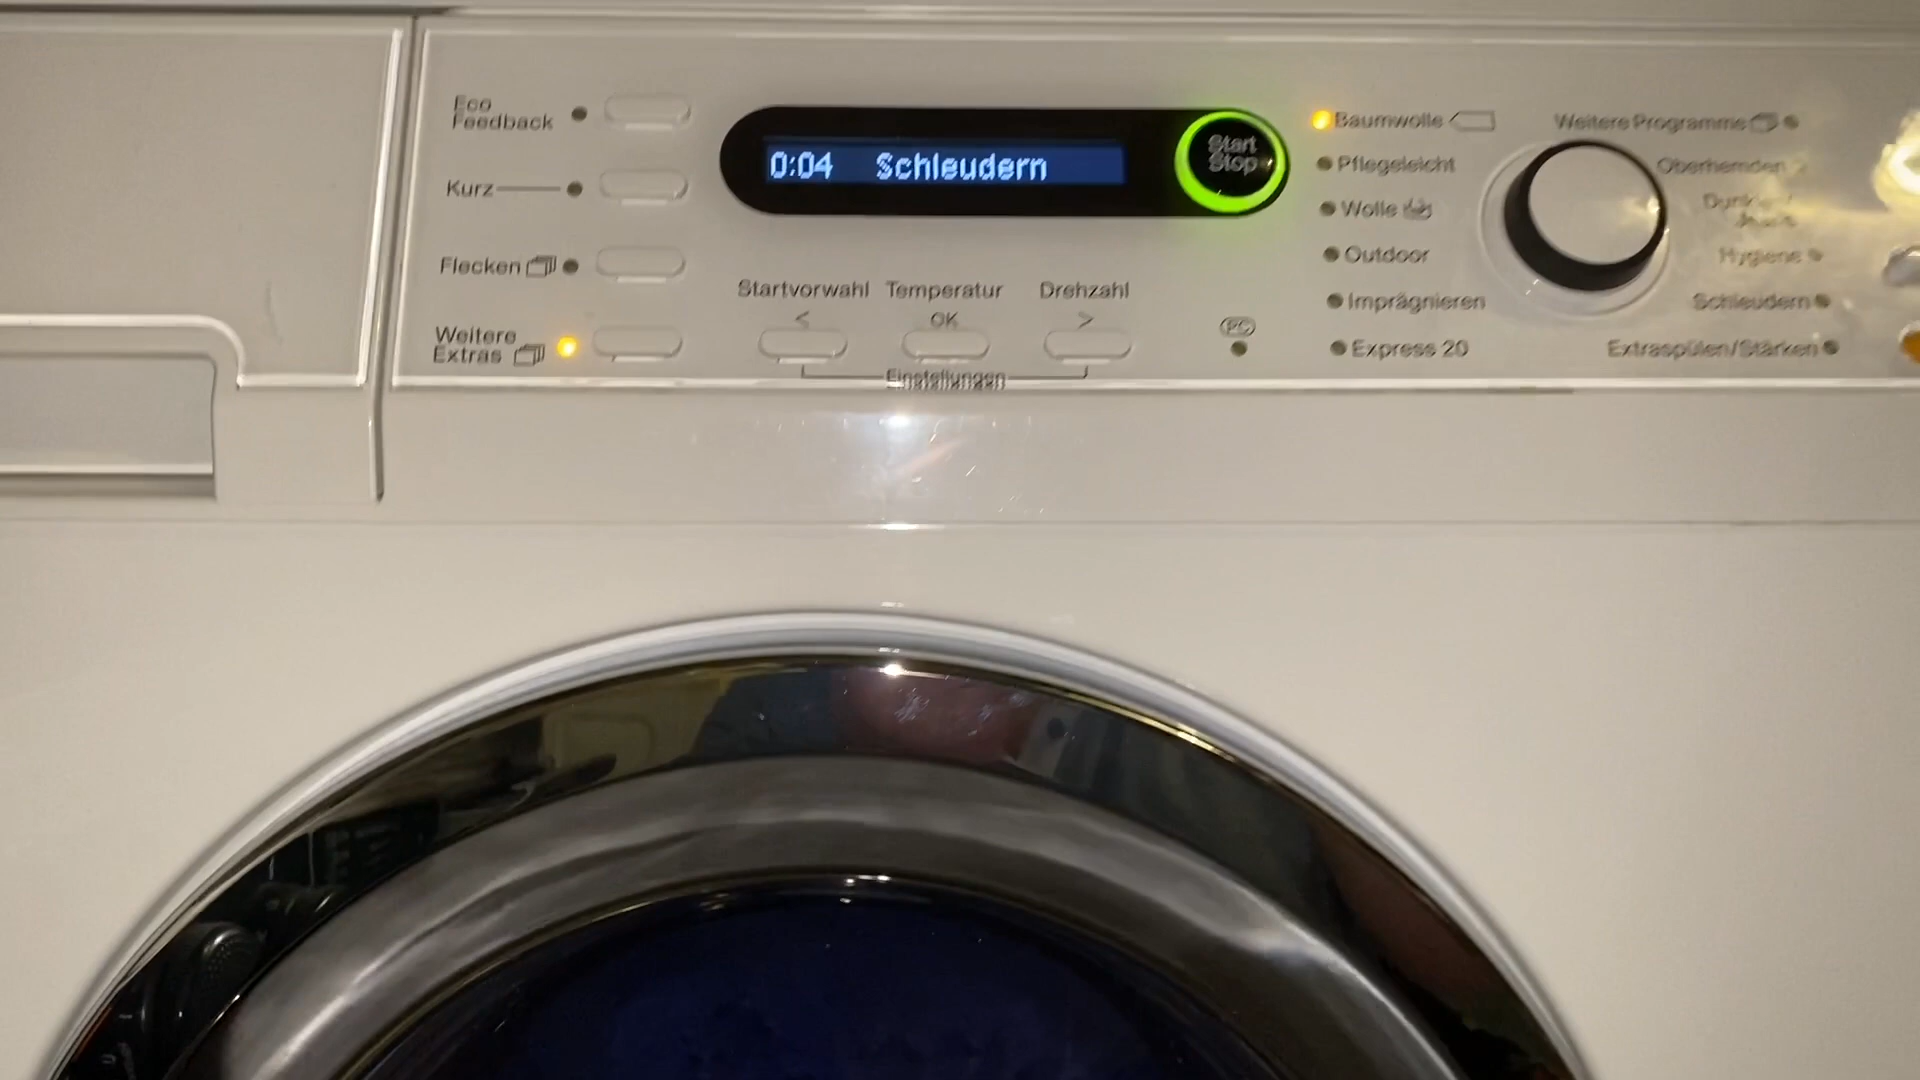 Eco
Feedback
Kurz
Flecken
Weitere
Extras
0:04 Schleudern
Start
Stop
Startvorwahl Temperatur Drehzahl
< OK >
Einstellungen
PC
Baumwolle
Pflegeleicht
Wolle
Outdoor
Imprägnieren
Express 20
Weitere Programme
Oberhemden
Hygiene
Schleudern
Extraspülen/Stärken